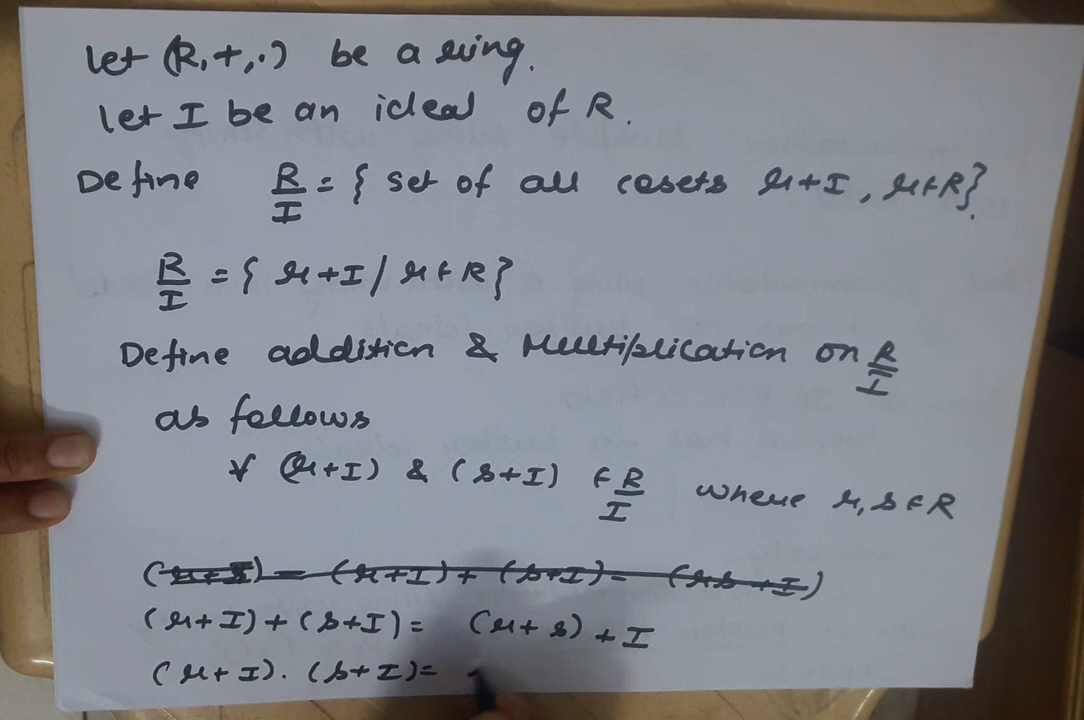 let (R,+,·) be a ring.
let I be an ideal of R.
Define R/I = { set of all cosets r+I, r∈R}.
R/I = { r+I / r∈R}
Define addition & Multiplication on R/I
as follows
∀ (r+I) & (s+I) ∈ R/I where r, s∈R
(r+I) + (s+I) = (r+s) + I
(r+I). (s+I)=